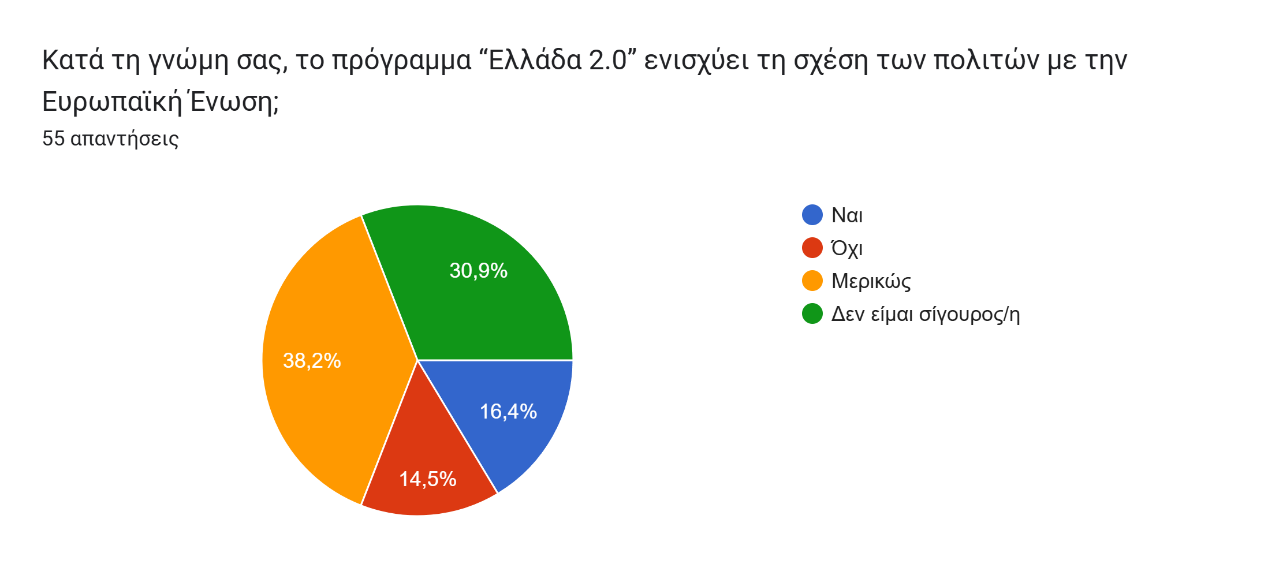 Κατά τη γνώμη σας, το πρόγραμμα “Ελλάδα 2.0” ενισχύει τη σχέση των πολιτών με την
Ευρωπαϊκή Ένωση;
55 απαντήσεις
Ναι
Όχι
Μερικώς
Δεν είμαι σίγουρος/η
30,9%
38,2%
16,4%
14,5%